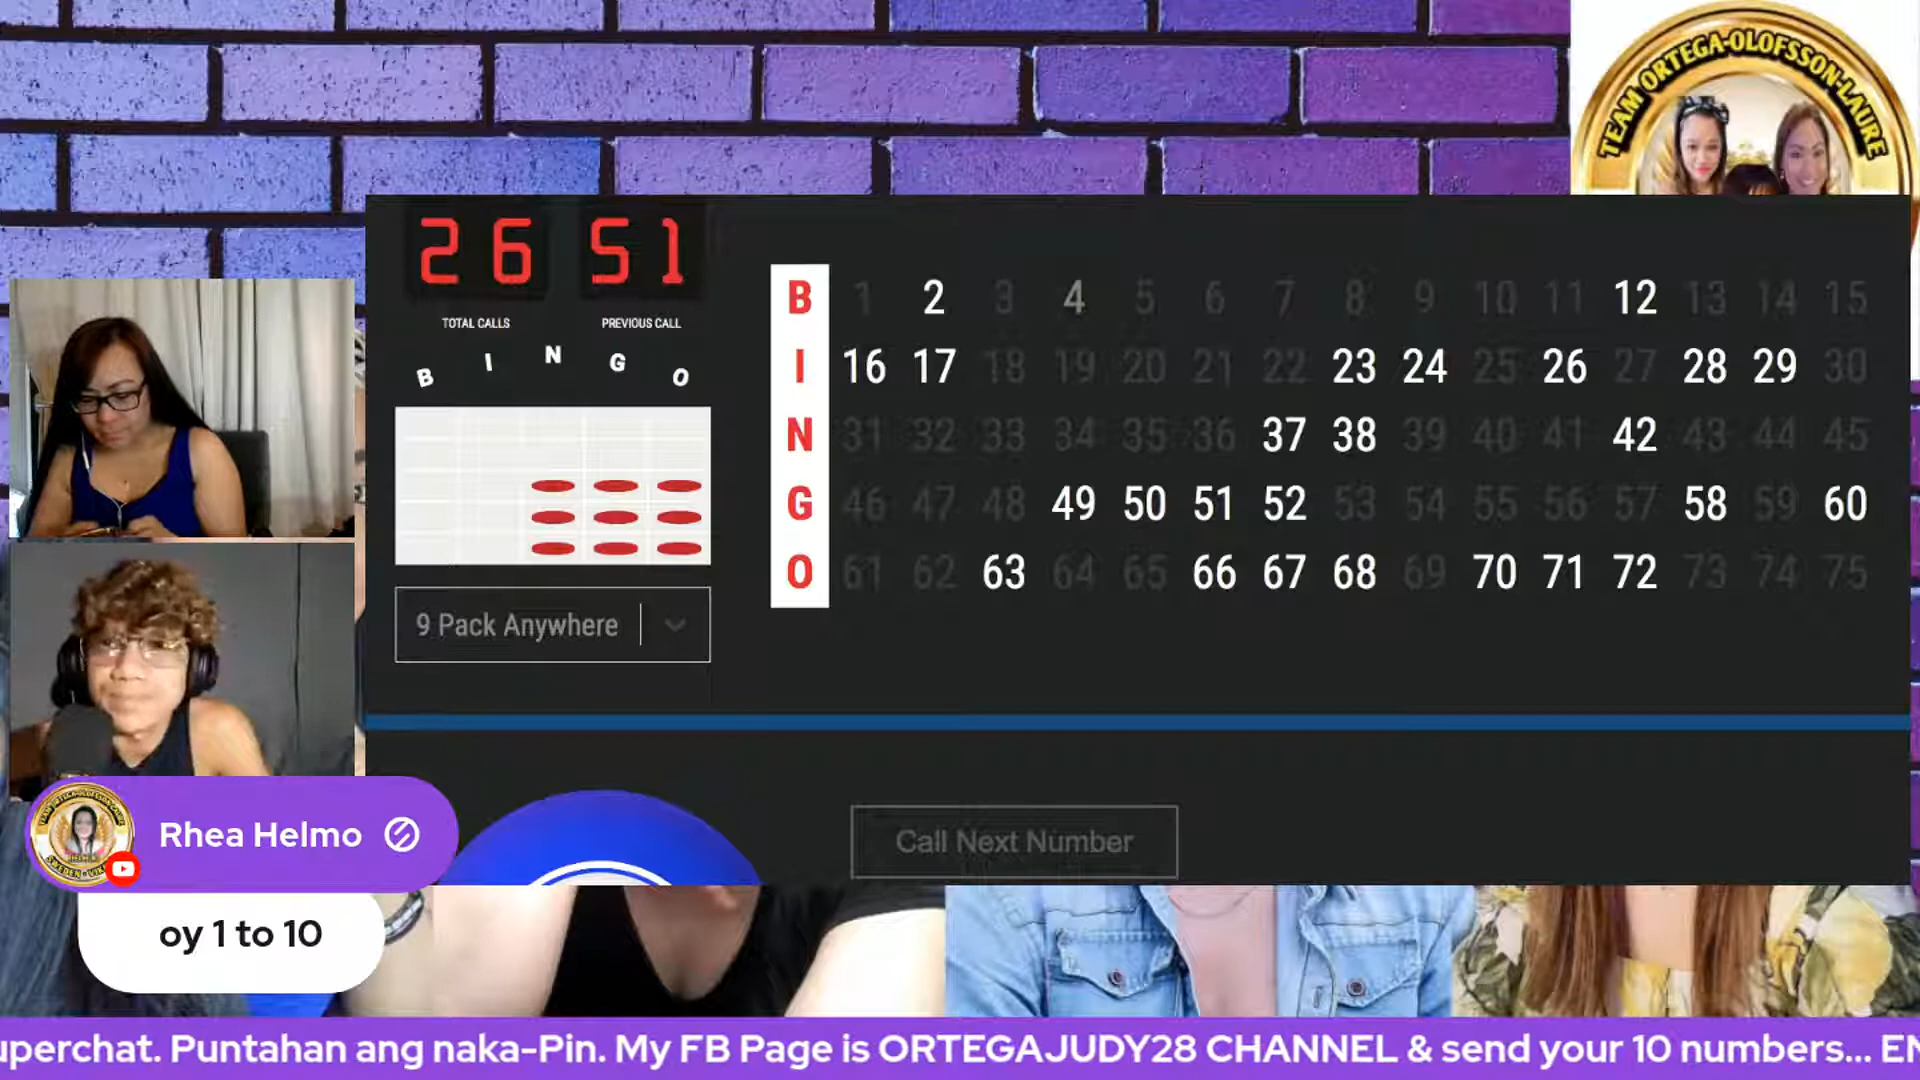 TEAM ORTEGA-OLOFSSON-LAURE
26 51
TOTAL CALLS PREVIOUS CALL
B I N G O
9 Pack Anywhere
B 1 2 3 4 5 6 7 8 9 10 11 12 13 14 15
I 16 17 18 19 20 21 22 23 24 25 26 27 28 29 30
N 31 32 33 34 35 36 37 38 39 40 41 42 43 44 45
G 46 47 48 49 50 51 52 53 54 55 56 57 58 59 60
O 61 62 63 64 65 66 67 68 69 70 71 72 73 74 75
Call Next Number
Rhea Helmo
oy 1 to 10
uperchat. Puntahan ang naka-Pin. My FB Page is ORTEGAJUDY28 CHANNEL & send your 10 numbers... EN